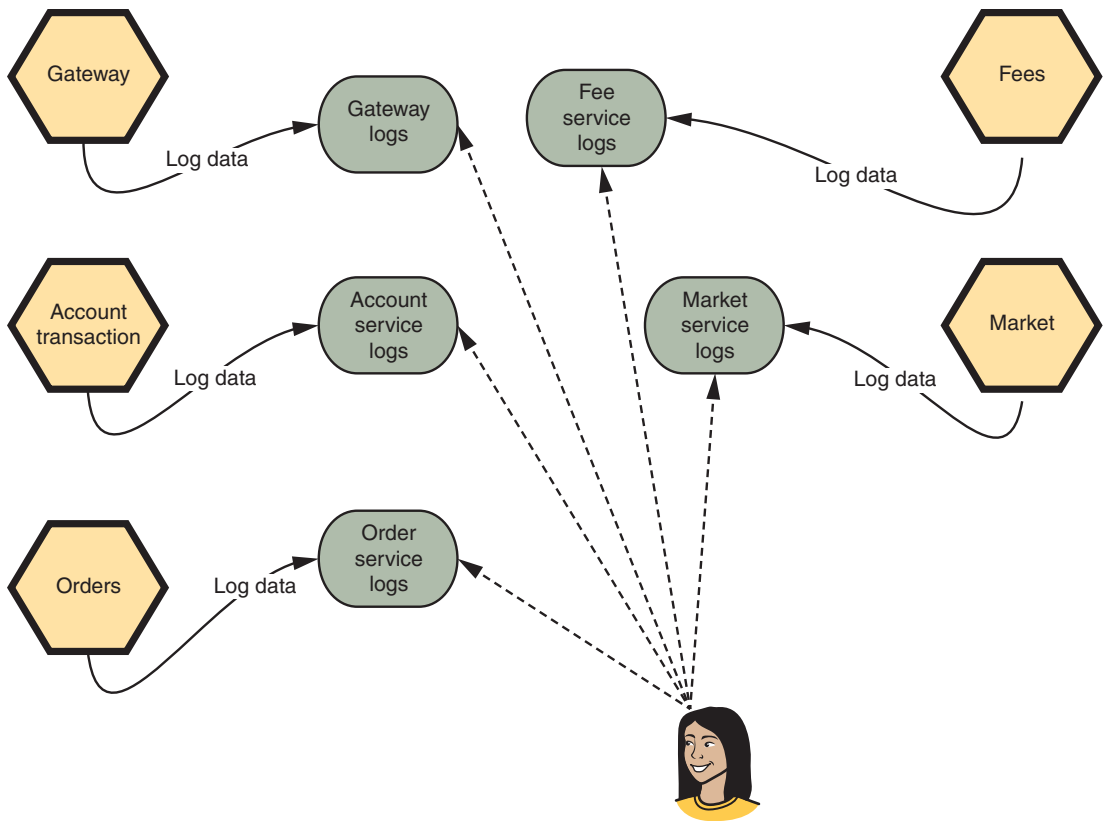 Gateway
Gateway
logs
Log data
Fee
service
logs
Fees
Log data
Account
transaction
Account
service
logs
Log data
Market
service
logs
Market
Log data
Orders
Order
service
logs
Log data